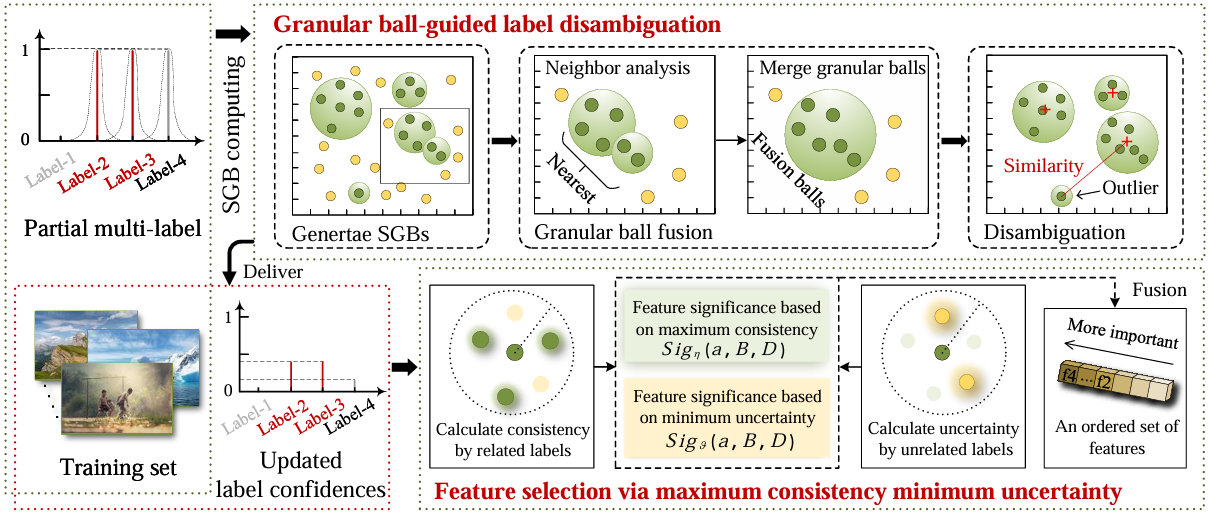 Granular ball-guided label disambiguation
1
0
Label-1
Label-2
Label-3
Label-4
Partial multi-label
SGB computing
Genertae SGBs
Neighbor analysis
Nearest
Merge granular balls
Fusion balls
Granular ball fusion
Similarity
Outlier
Disambiguation
Deliver
Training set
1
0
Label-1
Label-2
Label-3
Label-4
Updated
label confidences
Calculate consistency
by related labels
Feature significance based
on maximum consistency
Sigη(a, B, D)
Feature significance based
on minimum uncertainty
Sigϑ(a, B, D)
Calculate uncertainty
by unrelated labels
Fusion
More important
f4 ... f2
An ordered set of
features
Feature selection via maximum consistency minimum uncertainty